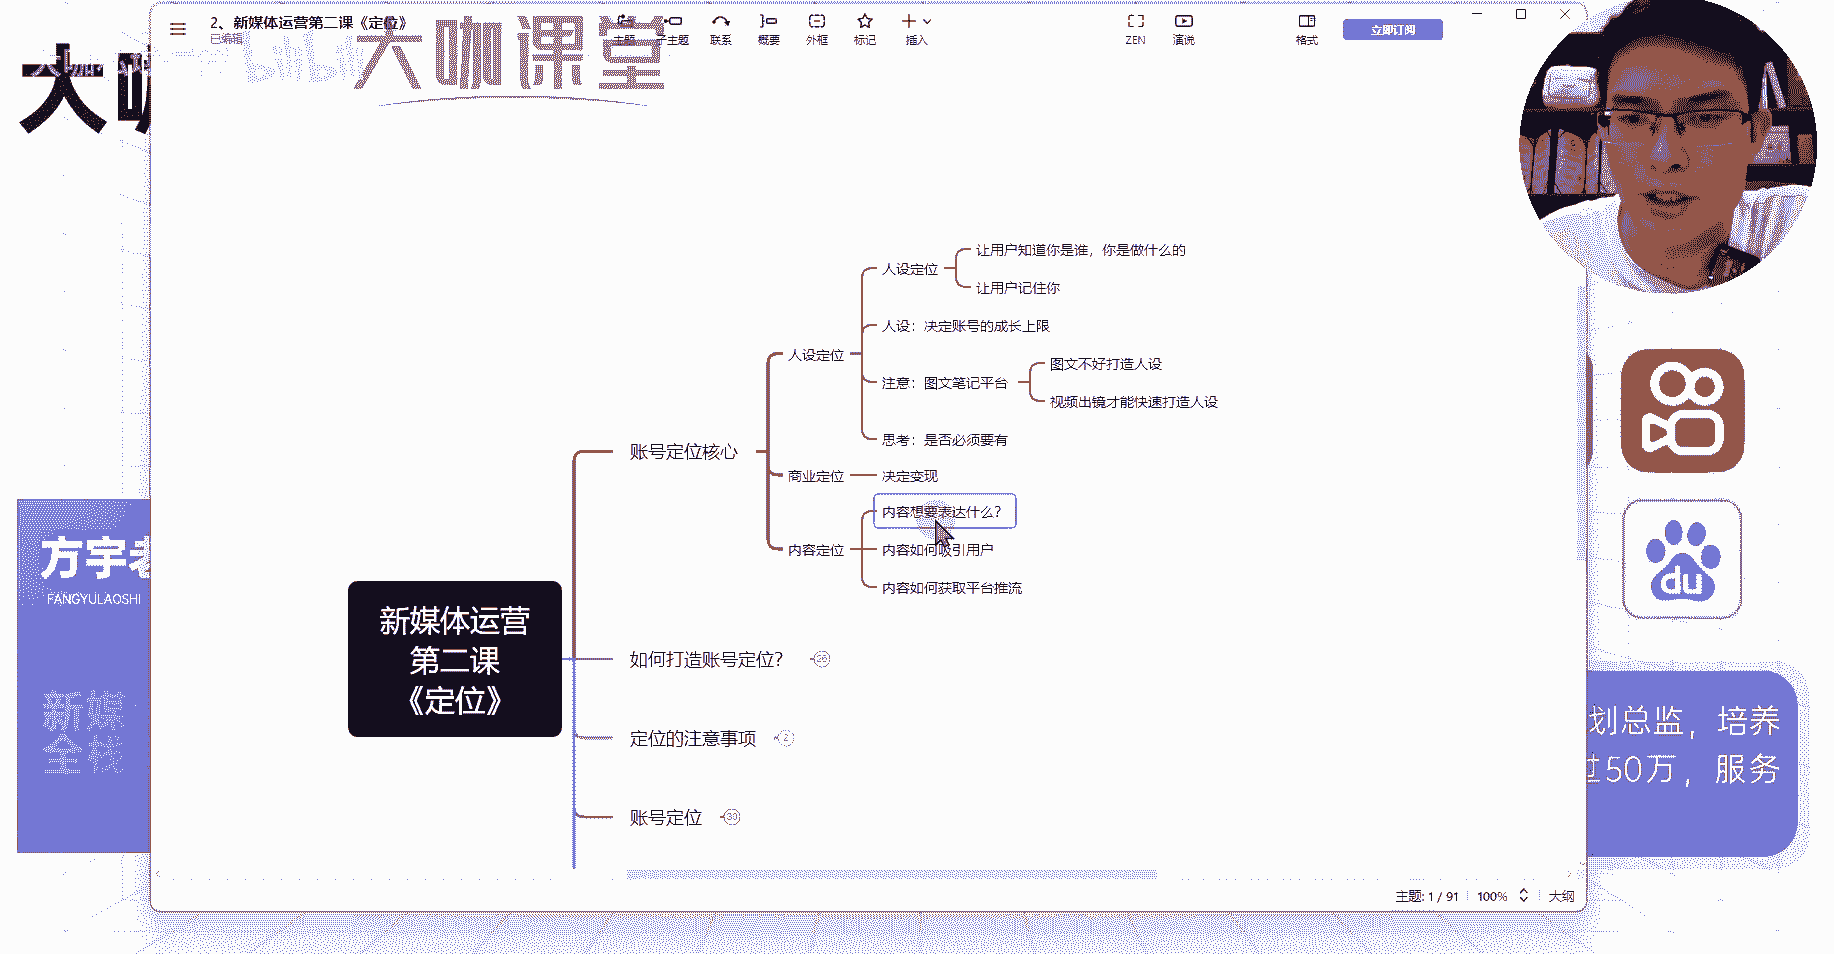 2、新媒体运营第二课《定位》
已编辑
bilibili
大咖课堂
主题
子主题
联系
概要
外框
标记
插入
ZEN
演说
格式
立即订阅
大咖
让用户知道你是谁，你是做什么的
人设定位
让用户记住你
人设：决定账号的成长上限
人设定位
图文不好打造人设
注意：图文笔记平台
视频出镜才能快速打造人设
思考：是否必须要有
账号定位核心
商业定位
决定变现
内容想要表达什么？
内容定位
内容如何吸引用户
内容如何获取平台推流
新媒体运营
第二课
《定位》
如何打造账号定位？
26
定位的注意事项
2
账号定位
39
方宇老
FANGYULAOSHI
新媒
全栈
du
划总监，培养
过50万，服务
主题: 1 / 91
100%
大纲